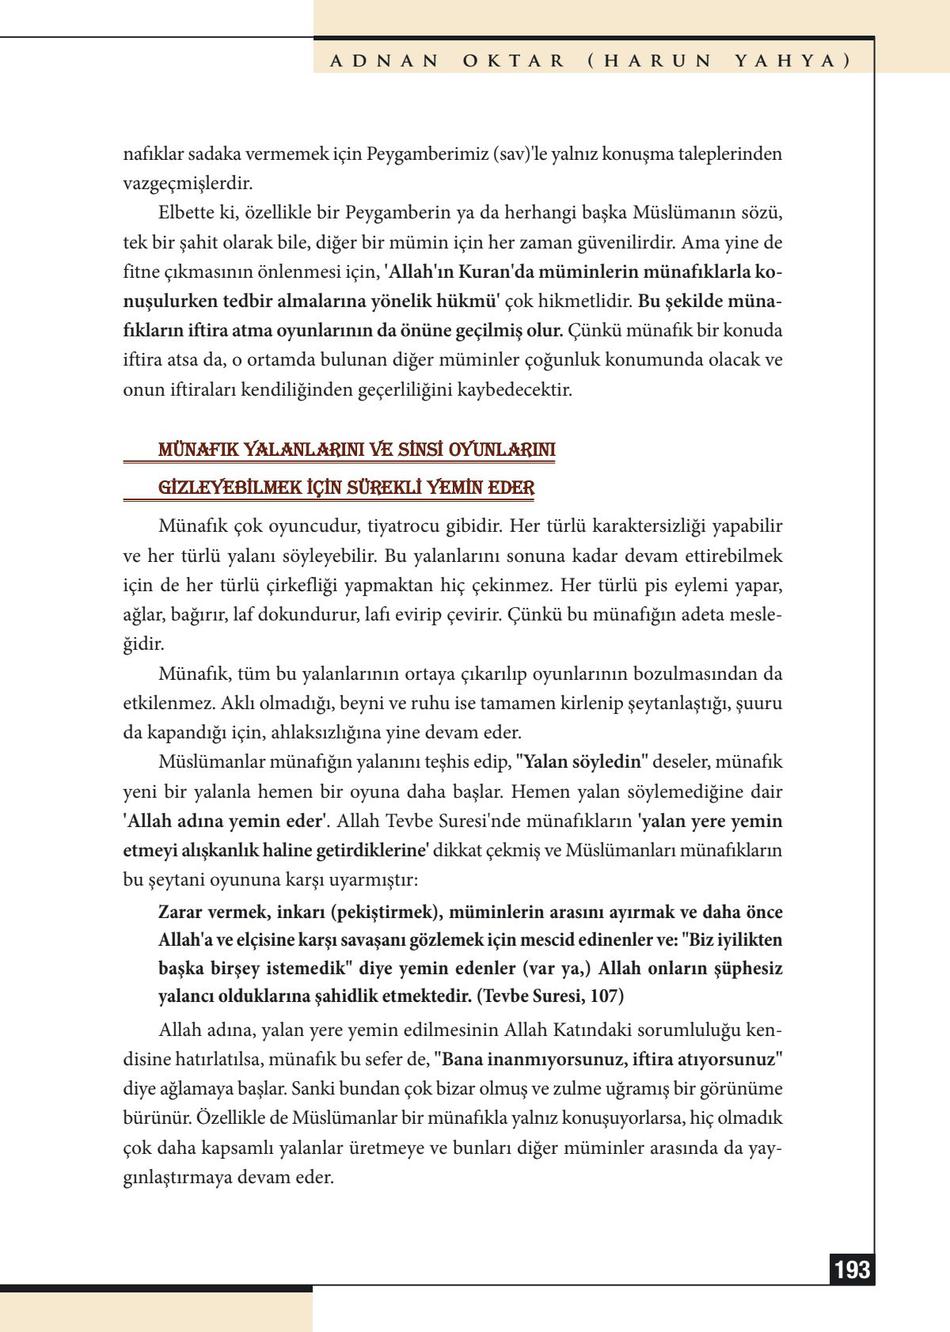 ADNAN OKTAR (HARUN YAHYA)
nafıklar sadaka vermemek için Peygamberimiz (sav)'le yalnız konuşma taleplerinden
vazgeçmişlerdir.
Elbette ki, özellikle bir Peygamberin ya da herhangi başka Müslümanın sözü,
tek bir şahit olarak bile, diğer bir mümin için her zaman güvenilirdir. Ama yine de
fitne çıkmasının önlenmesi için, 'Allah'ın Kuran'da müminlerin münafıklarla ko-
nuşulurken tedbir almalarına yönelik hükmü' çok hikmetlidir. Bu şekilde müna-
fıkların iftira atma oyunlarının da önüne geçilmiş olur. Çünkü münafık bir konuda
iftira atsa da, o ortamda bulunan diğer müminler çoğunluk konumunda olacak ve
onun iftiraları kendiliğinden geçerliliğini kaybedecektir.
MÜNAFIK YALANLARINI VE SİNSİ OYUNLARINI
GİZLEYEBİLMEK İÇİN SÜREKLİ YEMİN EDER
Münafık çok oyuncudur, tiyatrocu gibidir. Her türlü karaktersizliği yapabilir
ve her türlü yalanı söyleyebilir. Bu yalanlarını sonuna kadar devam ettirebilmek
için de her türlü çirkefliği yapmaktan hiç çekinmez. Her türlü pis eylemi yapar,
ağlar, bağırır, laf dokundurur, lafı evirip çevirir. Çünkü bu münafığın adeta mesle-
ğidir.
Münafık, tüm bu yalanlarının ortaya çıkarılıp oyunlarının bozulmasından da
etkilenmez. Aklı olmadığı, beyni ve ruhu ise tamamen kirlenip şeytanlaştığı, şuuru
da kapandığı için, ahlaksızlığına yine devam eder.
Müslümanlar münafığın yalanını teşhis edip, "Yalan söyledin" deseler, münafık
yeni bir yalanla hemen bir oyuna daha başlar. Hemen yalan söylemediğine dair
'Allah adına yemin eder'. Allah Tevbe Suresi'nde münafıkların 'yalan yere yemin
etmeyi alışkanlık haline getirdiklerine' dikkat çekmiş ve Müslümanları münafıkların
bu şeytani oyununa karşı uyarmıştır:
Zarar vermek, inkarı (pekiştirmek), müminlerin arasını ayırmak ve daha önce
Allah'a ve elçisine karşı savaşanı gözlemek için mescid edinenler ve: "Biz iyilikten
başka birşey istemedik" diye yemin edenler (var ya,) Allah onların şüphesiz
yalancı olduklarına şahidlik etmektedir. (Tevbe Suresi, 107)
Allah adına, yalan yere yemin edilmesinin Allah Katındaki sorumluluğu ken-
disine hatırlatılsa, münafık bu sefer de, "Bana inanmıyorsunuz, iftira atıyorsunuz"
diye ağlamaya başlar. Sanki bundan çok bizar olmuş ve zulme uğramış bir görünüme
bürünür. Özellikle de Müslümanlar bir münafıkla yalnız konuşuyorlarsa, hiç olmadık
çok daha kapsamlı yalanlar üretmeye ve bunları diğer müminler arasında da yay-
gınlaştırmaya devam eder.
193